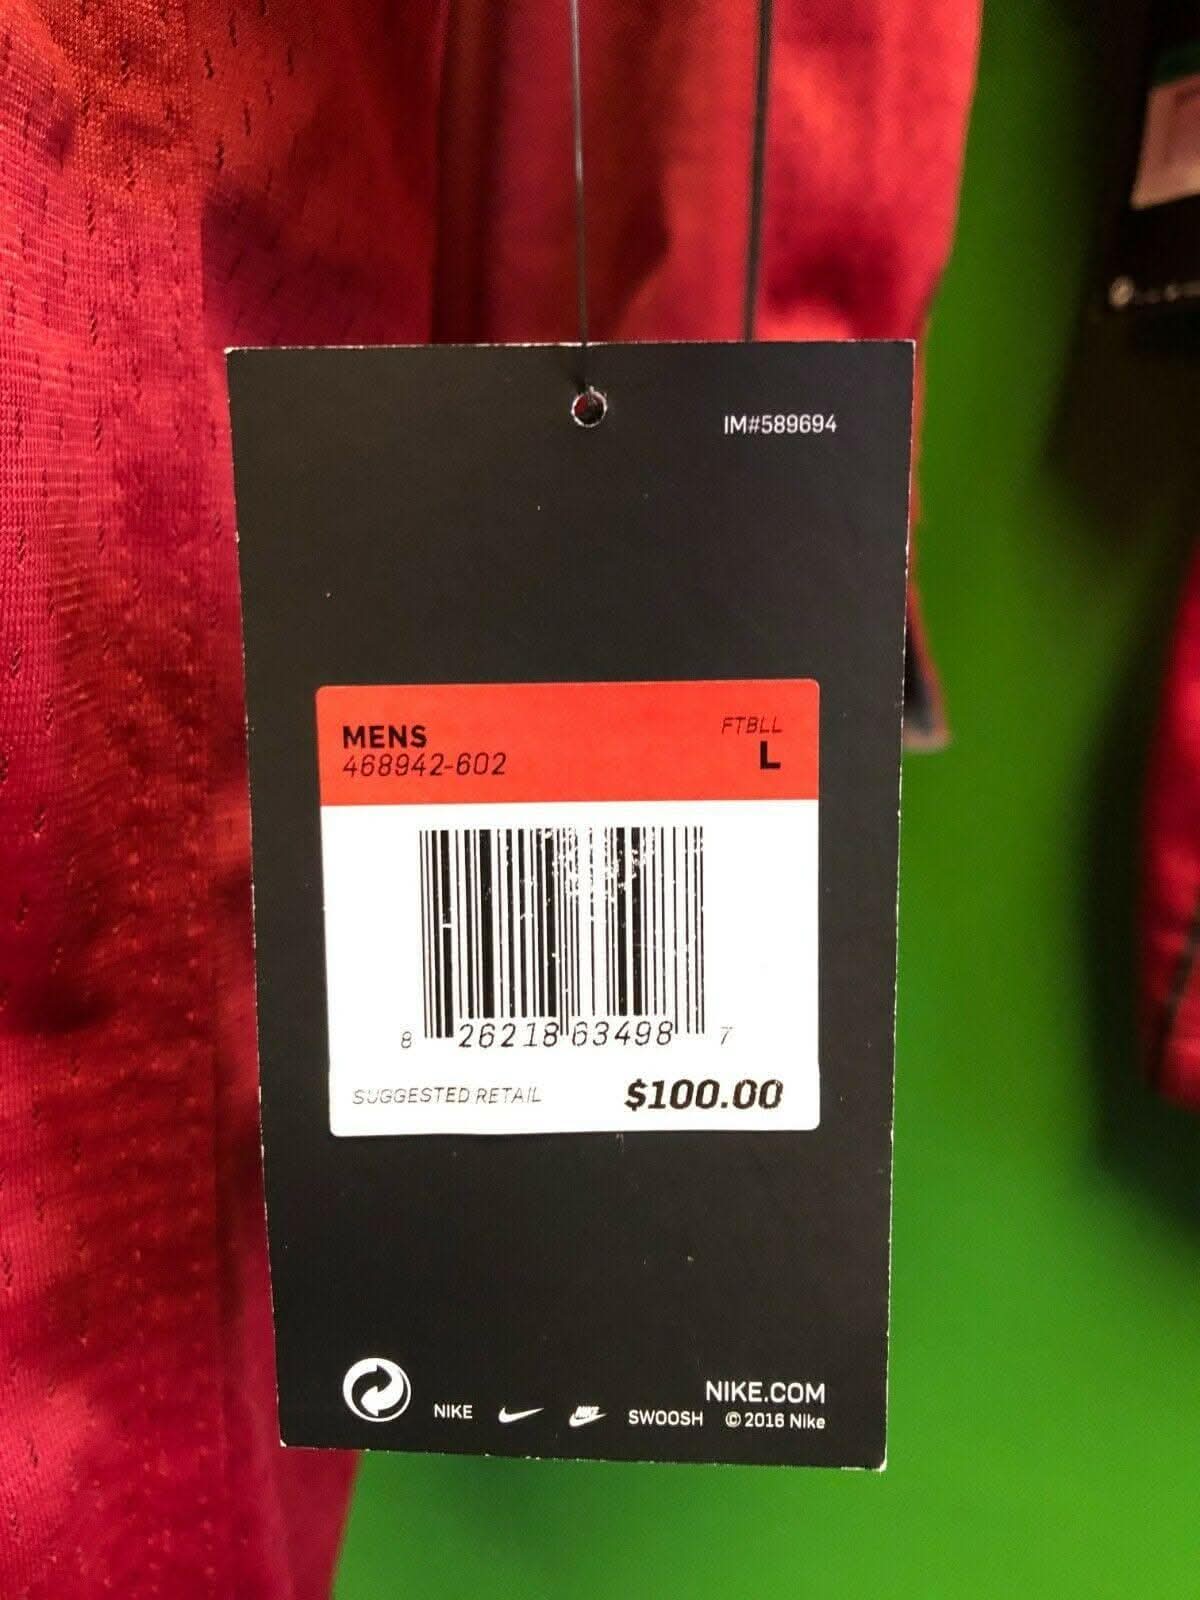 IM#589694
MENS
FTBLL
468942-602
L
8 26218 63498 7
SUGGESTED RETAIL $100.00
NIKE.COM
NIKE NIKE SWOOSH © 2016 Nike